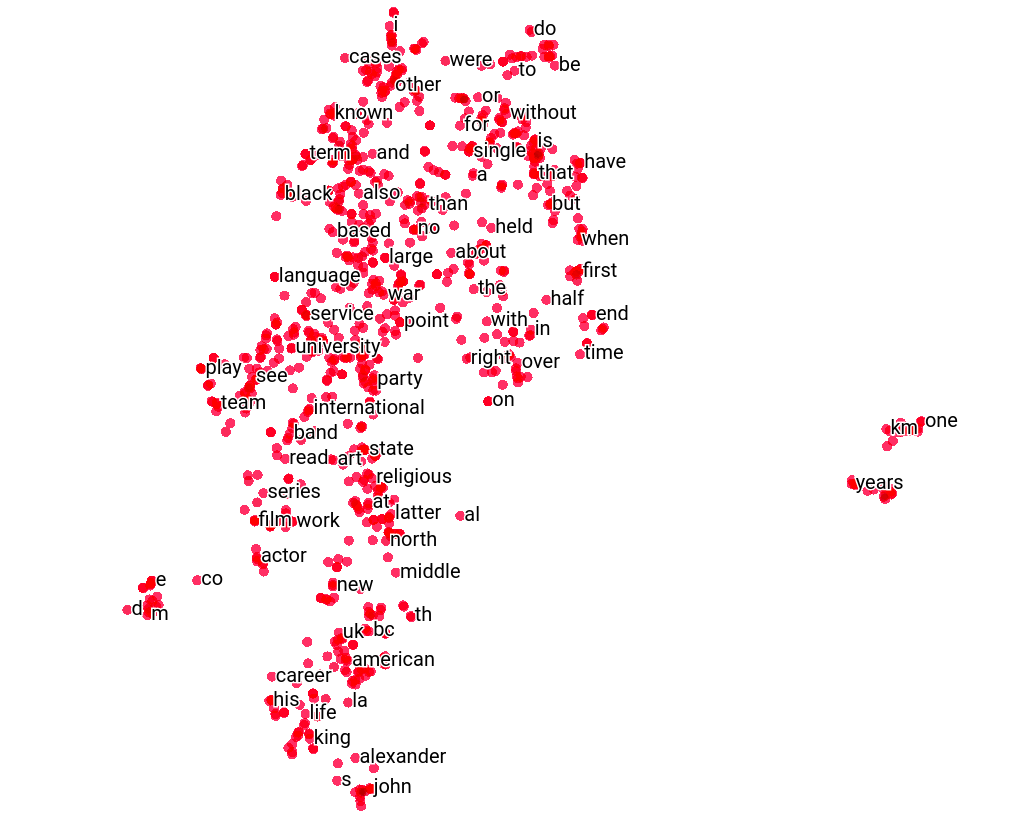 i
do
cases
were
to
be
other
or
known
without
for
is
term
and
single
have
a
that
black
also
than
but
based
no
held
when
about
large
language
first
war
the
half
service
point
with
in
end
university
time
play
see
right
over
party
team
international
on
one
km
band
state
read
art
religious
years
series
at
film
work
latter
al
north
actor
middle
e
co
new
d
m
th
uk
bc
american
career
his
la
life
king
alexander
s
john